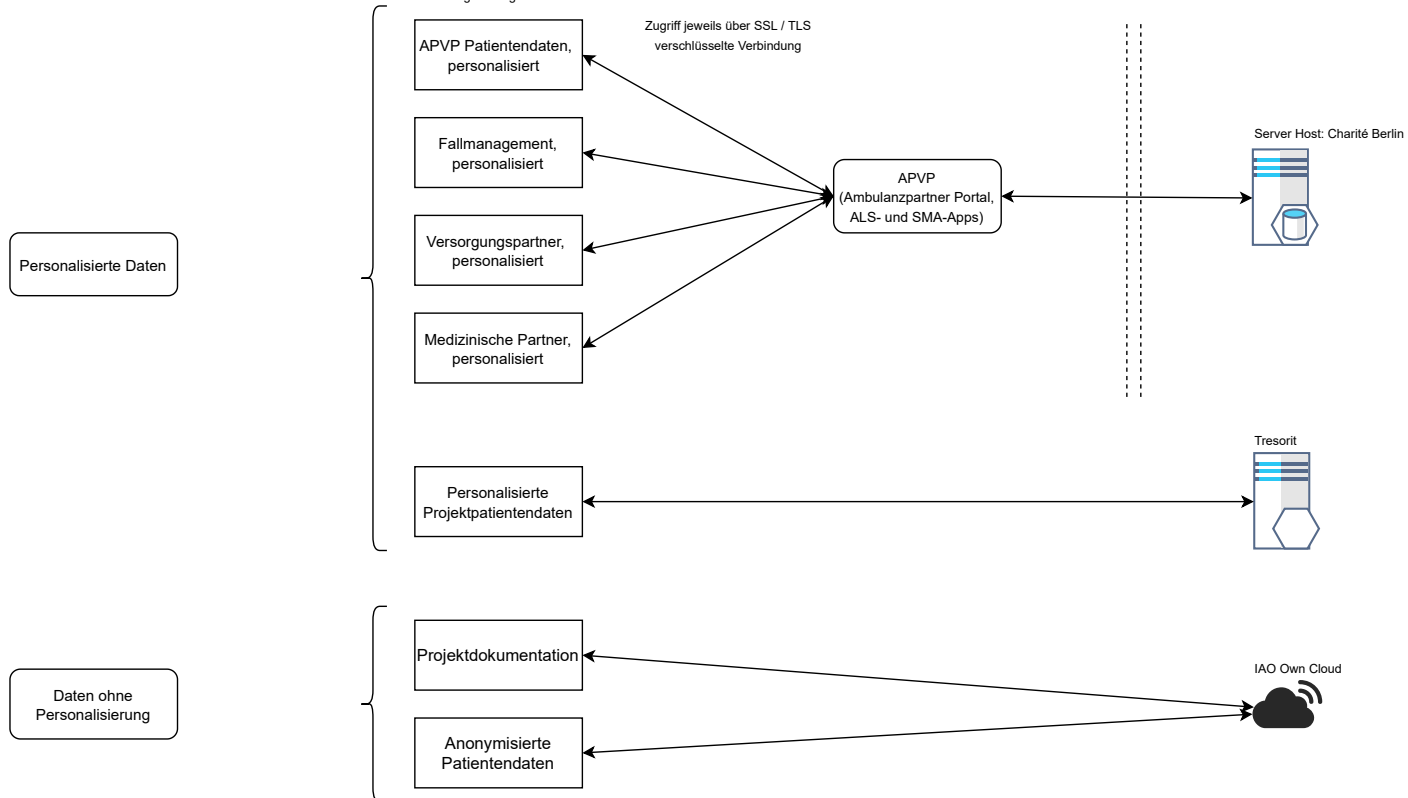 Zugriff jeweils über SSL / TLS
verschlüsselte Verbindung
APVP Patientendaten,
personalisiert
Fallmanagement,
personalisiert
Versorgungspartner,
personalisiert
Medizinische Partner,
personalisiert
APVP
(Ambulanzpartner Portal,
ALS- und SMA-Apps)
Server Host: Charité Berlin
Personalisierte Daten
Personalisierte
Projektpatientendaten
Tresorit
Daten ohne
Personalisierung
Projektdokumentation
Anonymisierte
Patientendaten
IAO Own Cloud